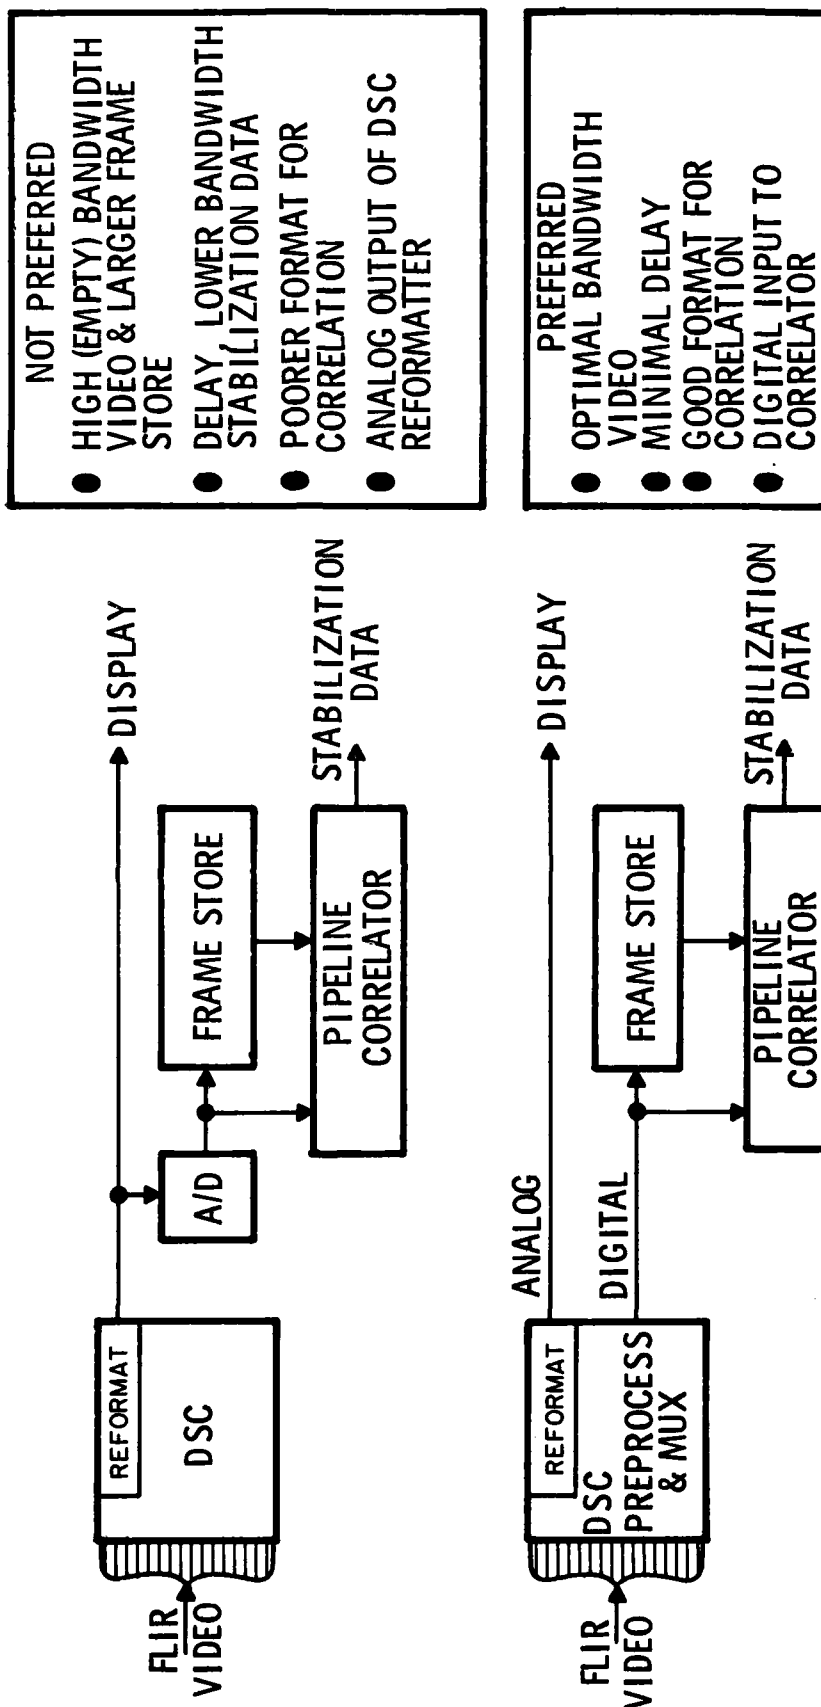 FLIR
VIDEO
REFORMAT
DSC
A/D
FRAME STORE
PIPELINE
CORRELATOR
DISPLAY
STABILIZATION
DATA
NOT PREFERRED
● HIGH (EMPTY) BANDWIDTH
VIDEO & LARGER FRAME
STORE
● DELAY, LOWER BANDWIDTH
STABILIZATION DATA
● POORER FORMAT FOR
CORRELATION
● ANALOG OUTPUT OF DSC
REFORMATTER
FLIR
VIDEO
REFORMAT
DSC
PREPROCESS
& MUX
ANALOG
DIGITAL
FRAME STORE
PIPELINE
CORRELATOR
DISPLAY
STABILIZATION
DATA
PREFERRED
● OPTIMAL BANDWIDTH
VIDEO
● MINIMAL DELAY
● GOOD FORMAT FOR
CORRELATION
● DIGITAL INPUT TO
CORRELATOR